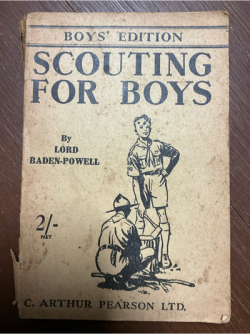 BOYS' EDITION
SCOUTING
FOR BOYS
By
LORD
BADEN-POWELL
2/-
NET
C. ARTHUR PEARSON LTD.